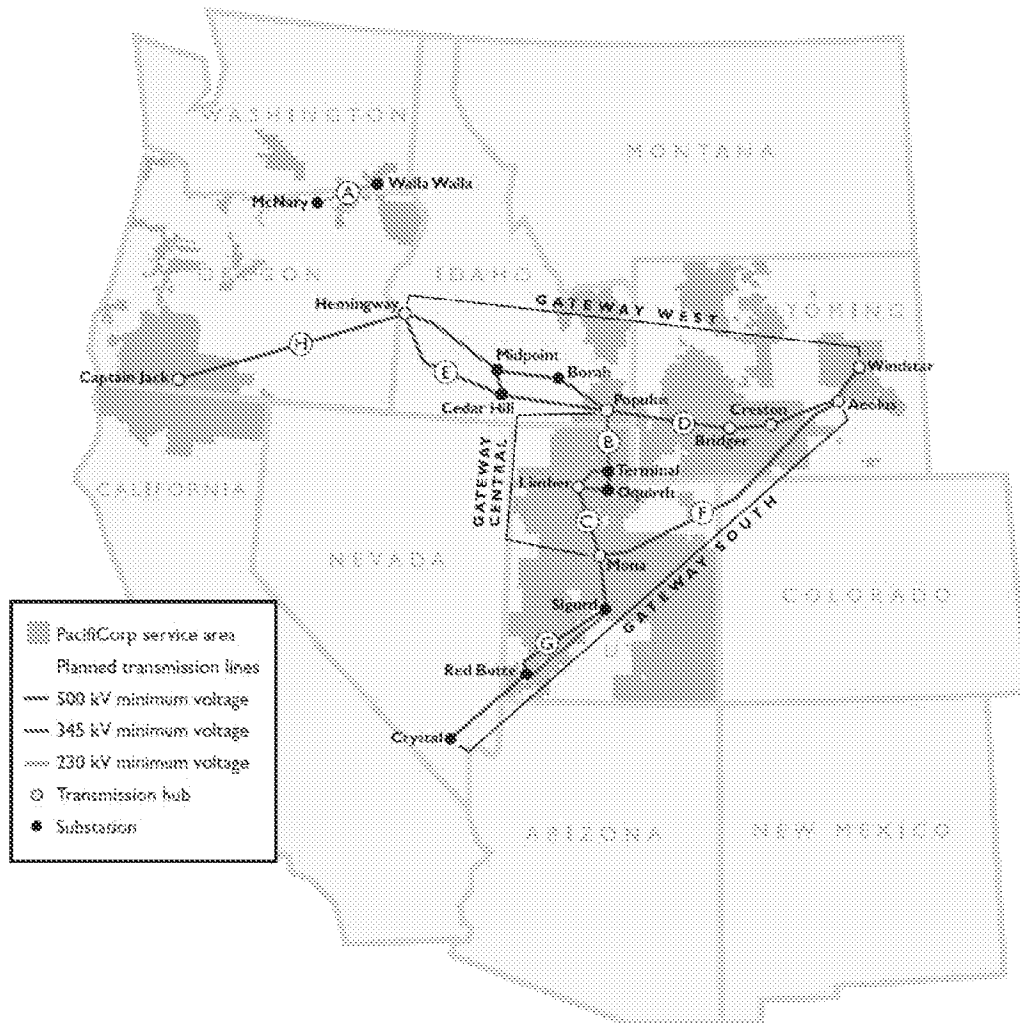 WASHINGTON
MONTANA
Walla Walla
A
McNary
OREGON
IDAHO
Hemingway
GATEWAY WEST
WYOMING
H
Midpoint
Windstar
E
Borah
Captain Jack
Cedar Hill
Populus
Creston
Aeolus
D
Bridger
B
GATEWAY CENTRAL
Terminal
Limber
Oquirrh
CALIFORNIA
C
F
NEVADA
Mona
GATEWAY SOUTH
COLORADO
Sigurd
G
Red Butte
Crystal
PacifiCorp service area
Planned transmission lines
500 kV minimum voltage
345 kV minimum voltage
230 kV minimum voltage
Transmission hub
Substation
ARIZONA
NEW MEXICO